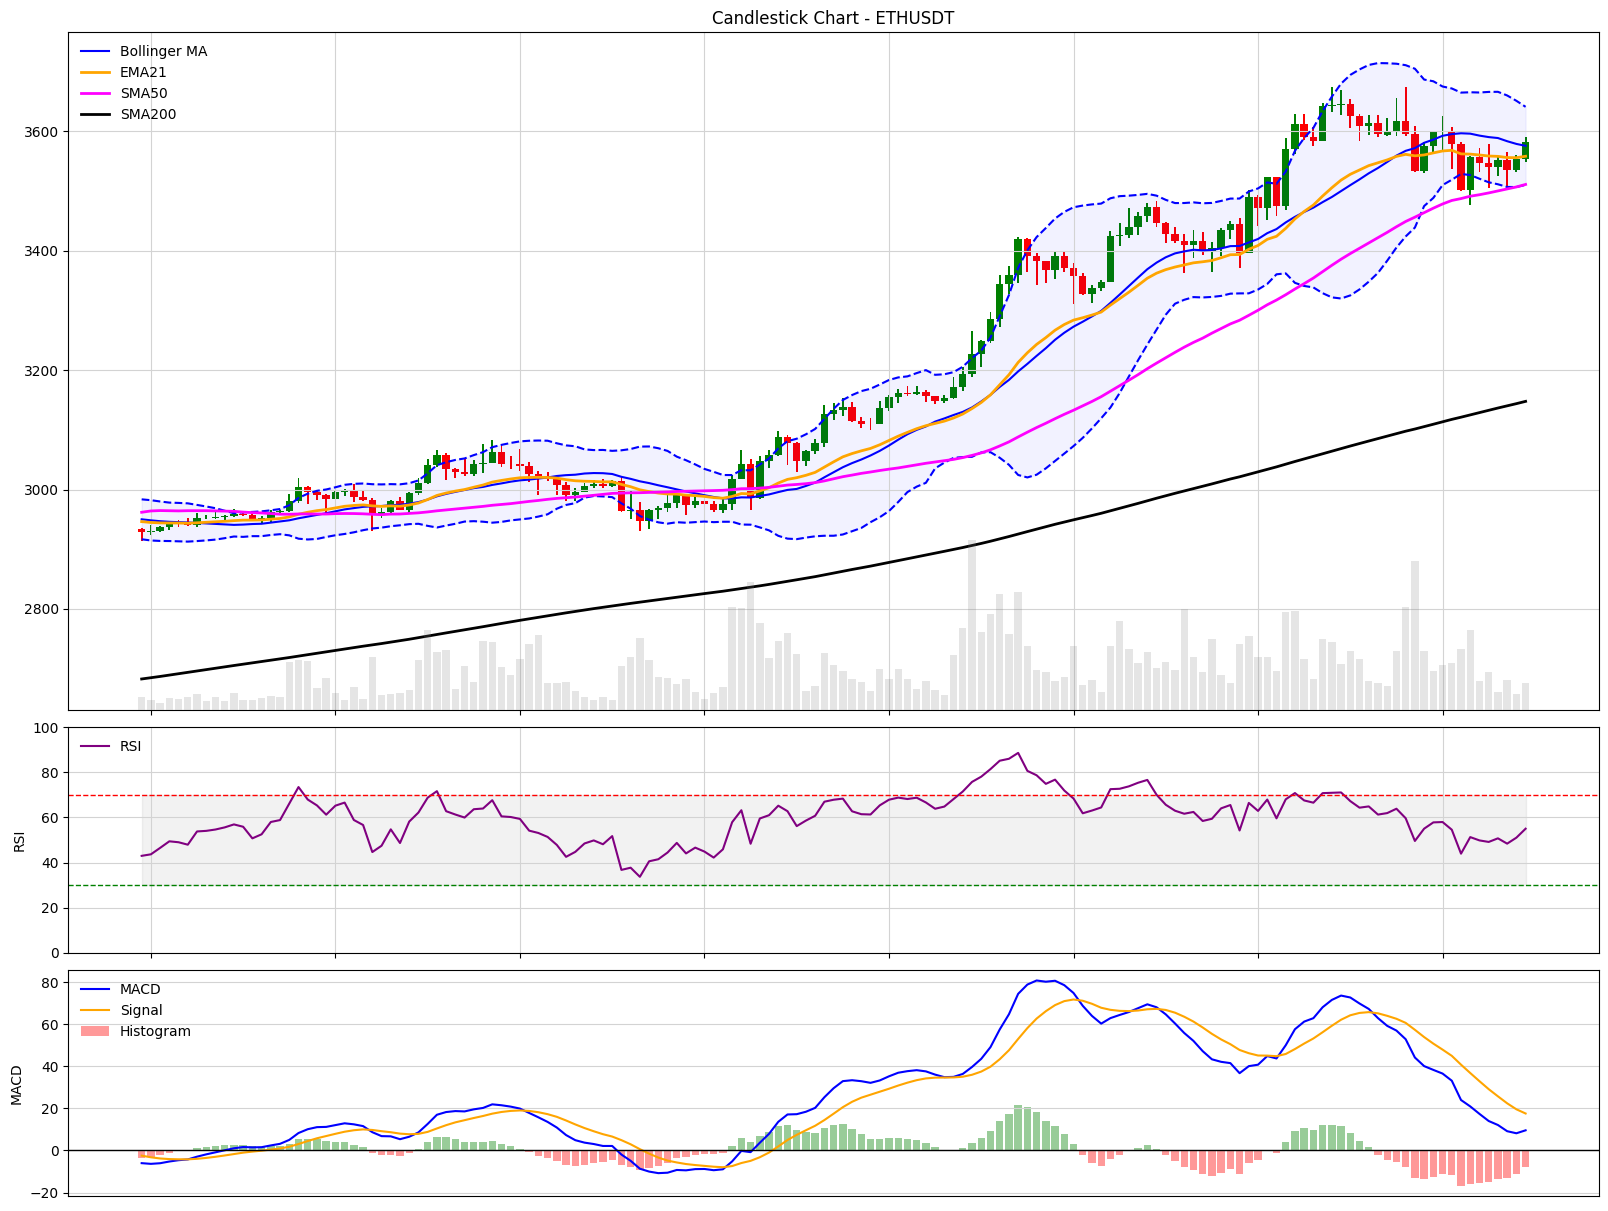 Candlestick Chart - ETHUSDT
Bollinger MA
EMA21
SMA50
SMA200
3600
3400
3200
3000
2800
RSI
100
80
60
40
20
0
RSI
MACD
Signal
Histogram
80
60
40
20
0
−20
MACD